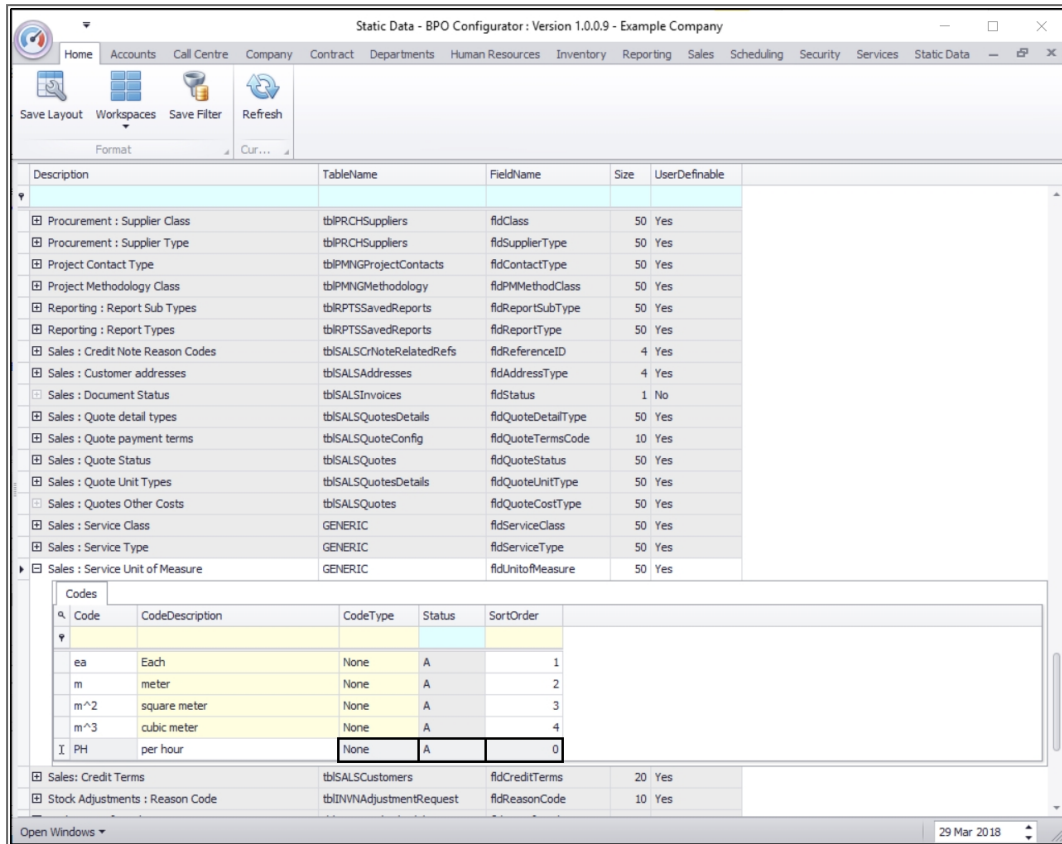 Static Data - BPO Configurator : Version 1.0.0.9 - Example Company
Home Accounts Call Centre Company Contract Departments Human Resources Inventory Reporting Sales Scheduling Security Services Static Data
Save Layout Workspaces Save Filter Refresh
Format Cur...
Description TableName FieldName Size UserDefinable
Procurement : Supplier Class tblPRCHSuppliers fldClass 50 Yes
Procurement : Supplier Type tblPRCHSuppliers fldSupplierType 50 Yes
Project Contact Type tblPMNGProjectContacts fldContactType 50 Yes
Project Methodology Class tblPMNGMethodology fldPMMethodClass 50 Yes
Reporting : Report Sub Types tblRPTSSavedReports fldReportSubType 50 Yes
Reporting : Report Types tblRPTSSavedReports fldReportType 50 Yes
Sales : Credit Note Reason Codes tblSALSCrNoteRelatedRefs fldReferenceID 4 Yes
Sales : Customer addresses tblSALSAddresses fldAddressType 4 Yes
Sales : Document Status tblSALSInvoices fldStatus 1 No
Sales : Quote detail types tblSALSQuotesDetails fldQuoteDetailType 50 Yes
Sales : Quote payment terms tblSALSQuoteConfig fldQuoteTermsCode 10 Yes
Sales : Quote Status tblSALSQuotes fldQuoteStatus 50 Yes
Sales : Quote Unit Types tblSALSQuotesDetails fldQuoteUnitType 50 Yes
Sales : Quotes Other Costs tblSALSQuotes fldQuoteCostType 50 Yes
Sales : Service Class GENERIC fldServiceClass 50 Yes
Sales : Service Type GENERIC fldServiceType 50 Yes
Sales : Service Unit of Measure GENERIC fldUnitofMeasure 50 Yes
Codes
Code CodeDescription CodeType Status SortOrder
ea Each None A 1
m meter None A 2
m^2 square meter None A 3
m^3 cubic meter None A 4
PH per hour None A 0
Sales: Credit Terms tblSALSCustomers fldCreditTerms 20 Yes
Stock Adjustments : Reason Code tblINVNAdjustmentRequest fldReasonCode 10 Yes
Open Windows 29 Mar 2018